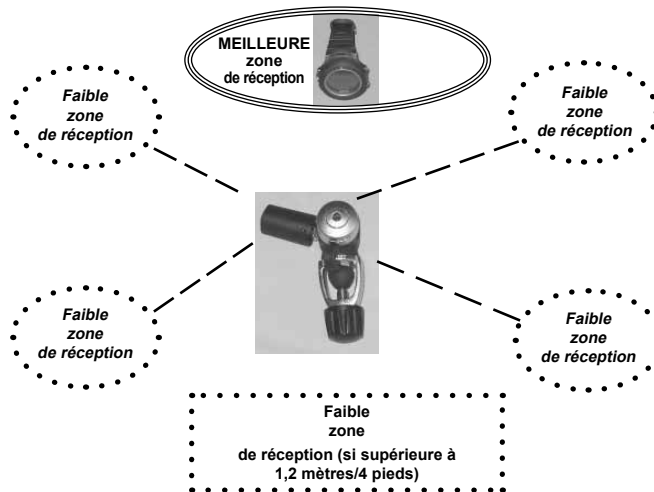 MEILLEURE
zone
de réception
Faible
zone
de réception
Faible
zone
de réception
Faible
zone
de réception
Faible
zone
de réception
Faible
zone
de réception (si supérieure à
1,2 mètres/4 pieds)